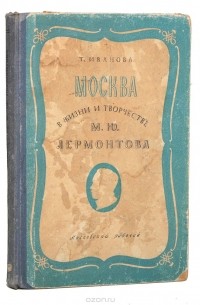 Т. ИВАНОВА
МОСКВА
В ЖИЗНИ И ТВОРЧЕСТВЕ
М. Ю.
ЛЕРМОНТОВА
Московский рабочий